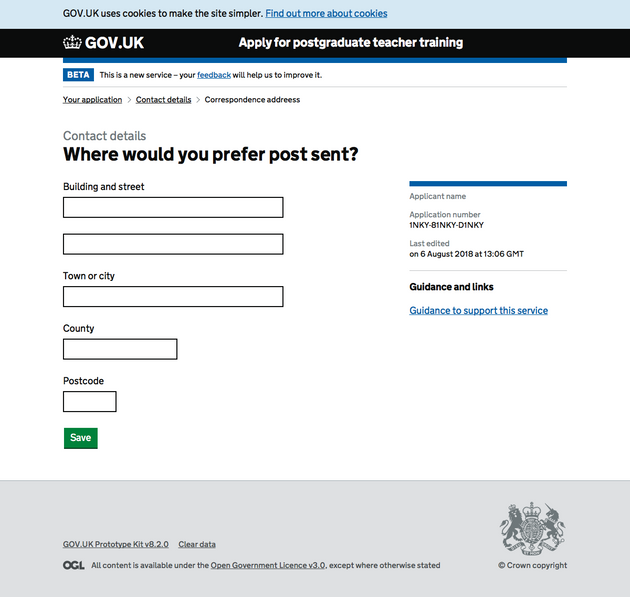 GOV.UK uses cookies to make the site simpler. Find out more about cookies
GOV.UK Apply for postgraduate teacher training
BETA This is a new service – your feedback will help us to improve it.
Your application > Contact details > Correspondence addreess
Contact details
Where would you prefer post sent?
Building and street
Town or city
County
Postcode
Save
Applicant name
Application number
1NKY-81NKY-D1NKY
Last edited
on 6 August 2018 at 13:06 GMT
Guidance and links
Guidance to support this service
GOV.UK Prototype Kit v8.2.0 Clear data
OGL All content is available under the Open Government Licence v3.0, except where otherwise stated
© Crown copyright